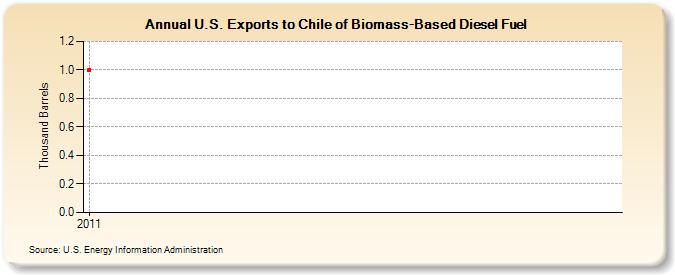 Annual U.S. Exports to Chile of Biomass-Based Diesel Fuel
Thousand Barrels
1.2
1.0
0.8
0.6
0.4
0.2
0.0
2011
Source: U.S. Energy Information Administration